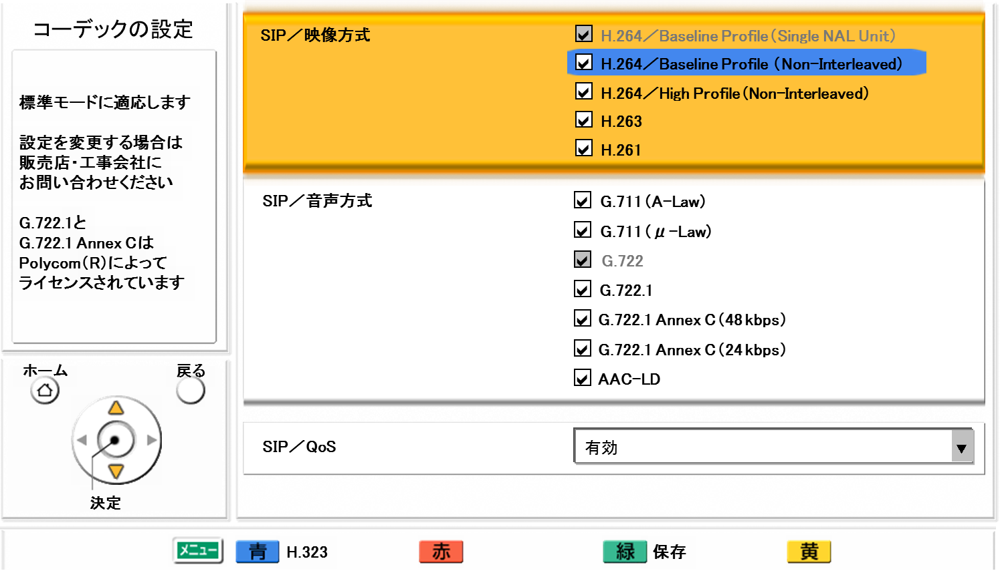 コーデックの設定
標準モードに適応します
設定を変更する場合は
販売店・工事会社に
お問い合わせください
G.722.1と
G.722.1 Annex Cは
Polycom(R)によって
ライセンスされています
ホーム
戻る
決定
SIP／映像方式
H.264／Baseline Profile(Single NAL Unit)
H.264／Baseline Profile (Non-Interleaved)
H.264／High Profile(Non-Interleaved)
H.263
H.261
SIP／音声方式
G.711(A-Law)
G.711(μ-Law)
G.722
G.722.1
G.722.1 Annex C(48 kbps)
G.722.1 Annex C(24 kbps)
AAC-LD
SIP／QoS
有効
メニュー 青 H.323 赤 緑 保存 黄